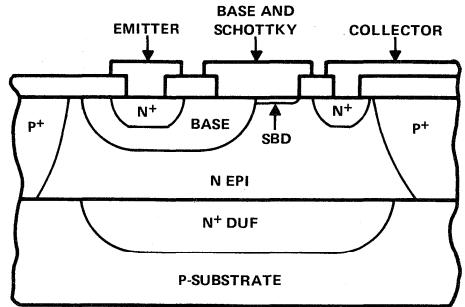 EMITTER
BASE AND
SCHOTTKY
COLLECTOR
P+
N+
BASE
SBD
N+
P+
N EPI
N+ DUF
P-SUBSTRATE